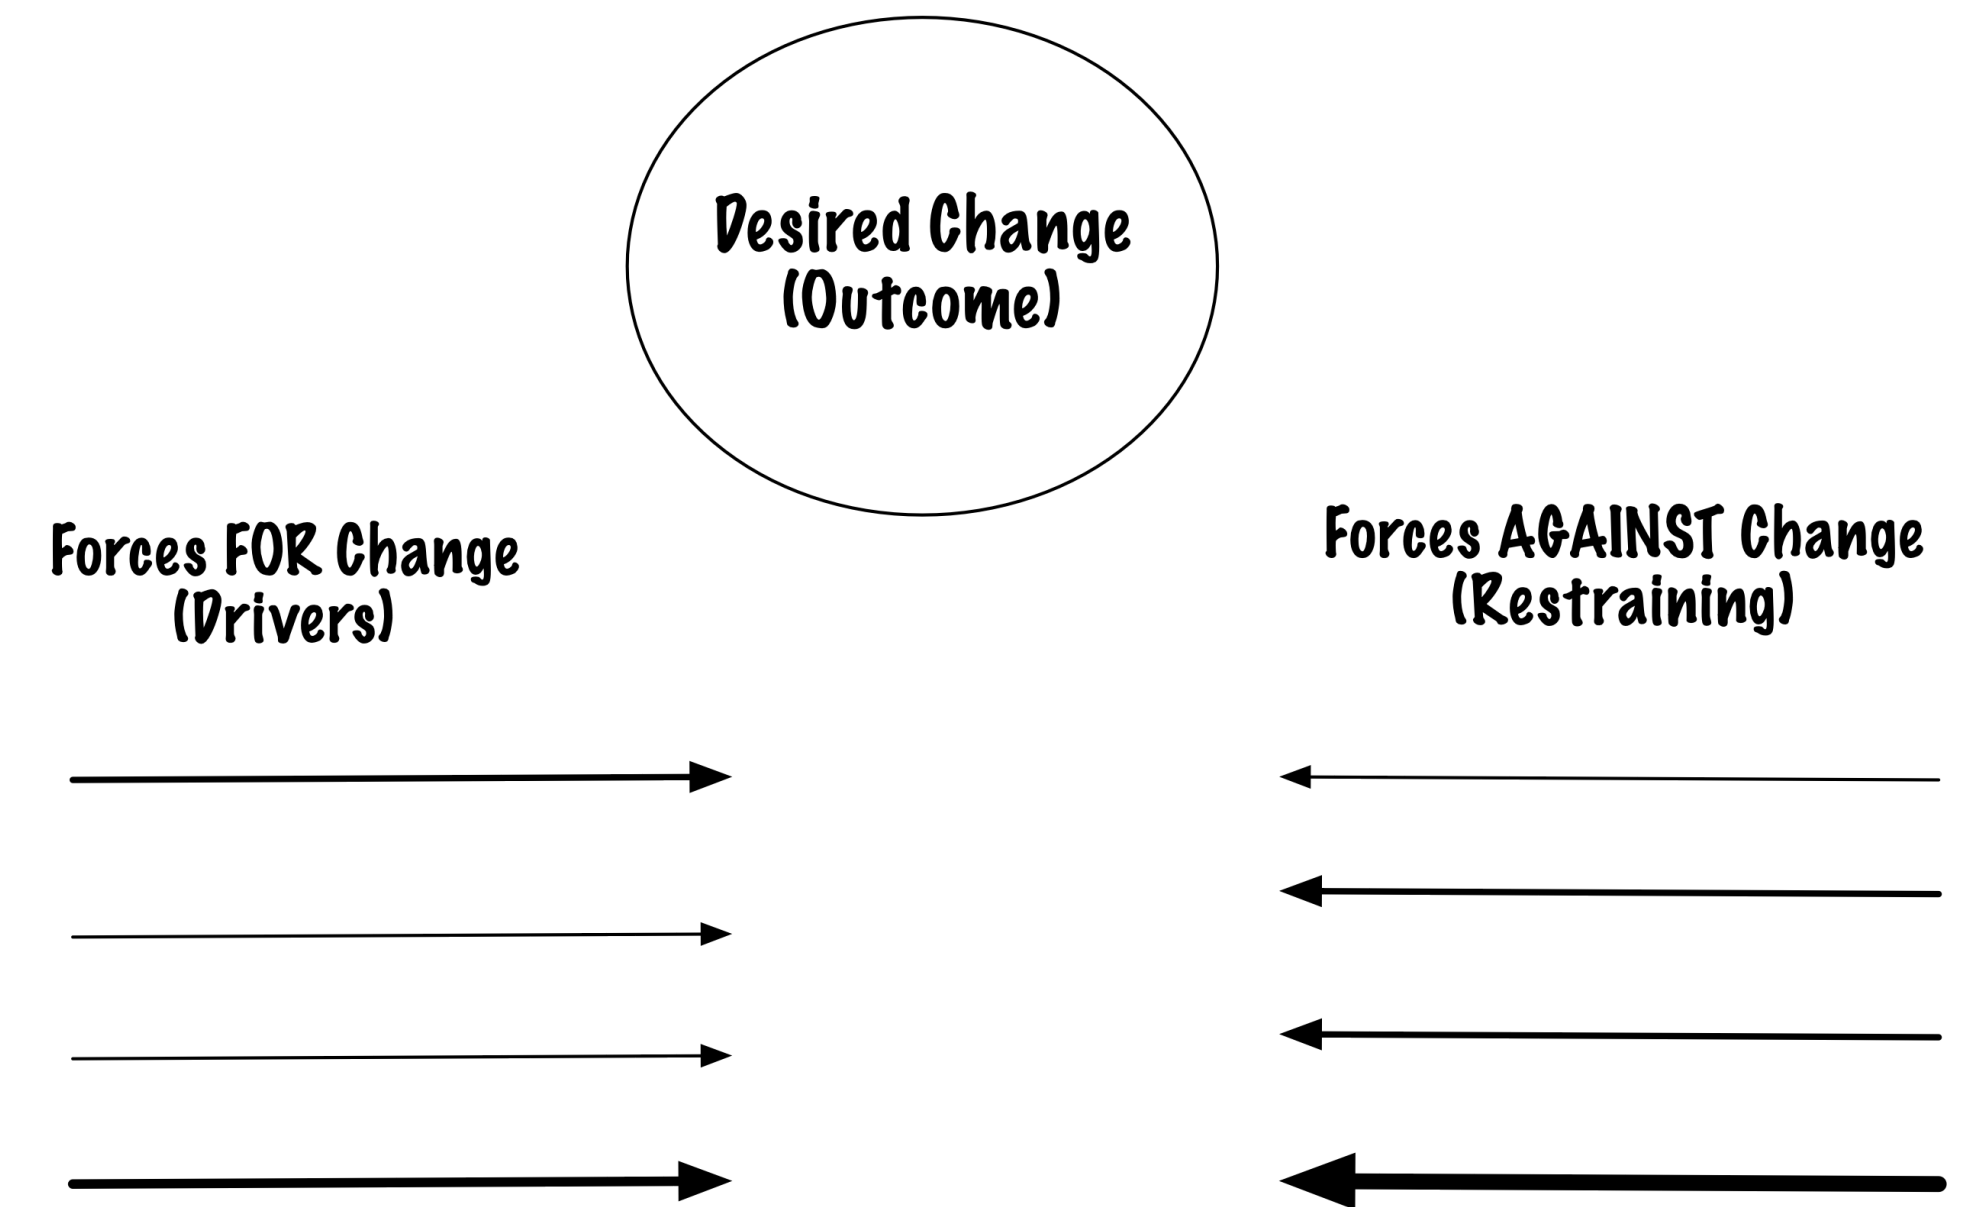 Desired Change
(Outcome)
Forces FOR Change
(Drivers)
Forces AGAINST Change
(Restraining)